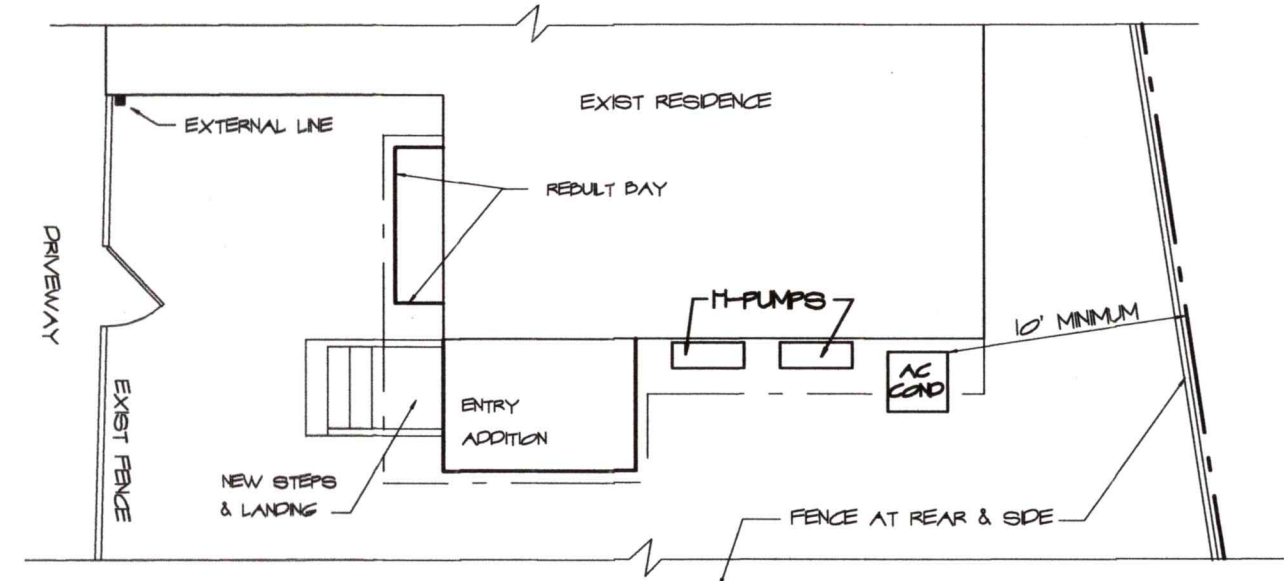 EXIST RESIDENCE
EXTERNAL LINE
REBUILT BAY
DRIVEWAY
H-PUMPS
10' MINIMUM
AC
COND
EXIST FENCE
ENTRY
ADDITION
NEW STEPS
& LANDING
FENCE AT REAR & SIDE